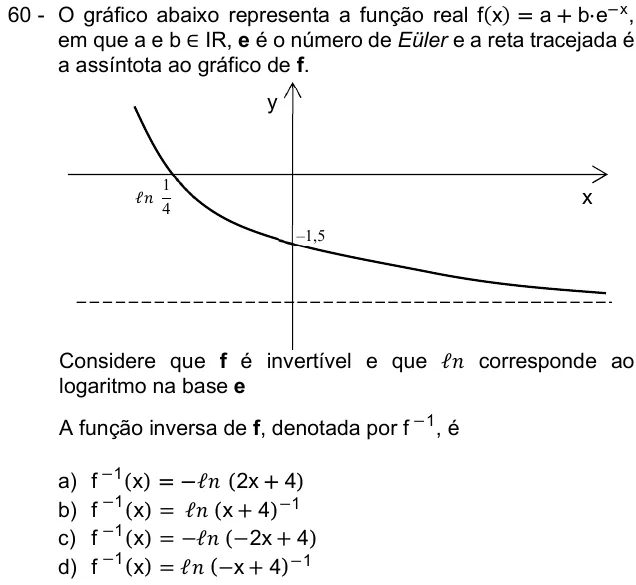 60 - O gráfico abaixo representa a função real f(x) = a + b·e⁻ˣ,
em que a e b ∈ IR, e é o número de Eüler e a reta tracejada é
a assíntota ao gráfico de f.
y
x
ℓn 1/4
–1,5
Considere que f é invertível e que ℓn corresponde ao
logaritmo na base e
A função inversa de f, denotada por f⁻¹, é
a) f⁻¹(x) = −ℓn (2x + 4)
b) f⁻¹(x) = ℓn (x + 4)⁻¹
c) f⁻¹(x) = −ℓn (−2x + 4)
d) f⁻¹(x) = ℓn (−x + 4)⁻¹